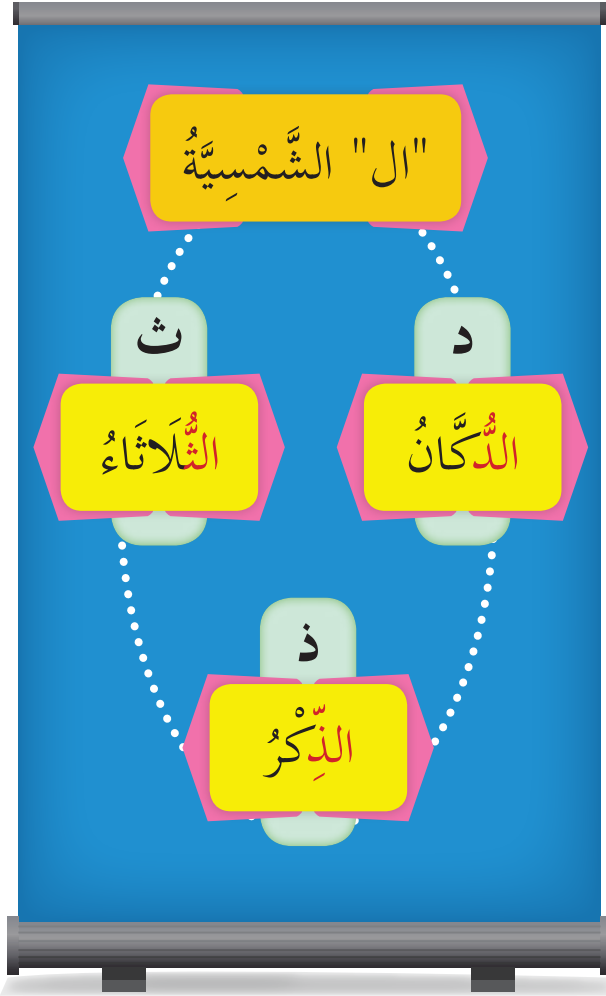 "ال" الشَّمْسِيَّةُ
د
الدُّكَّانُ
ث
الثُّلَاثَاءُ
ذ
الذِّكْرُ